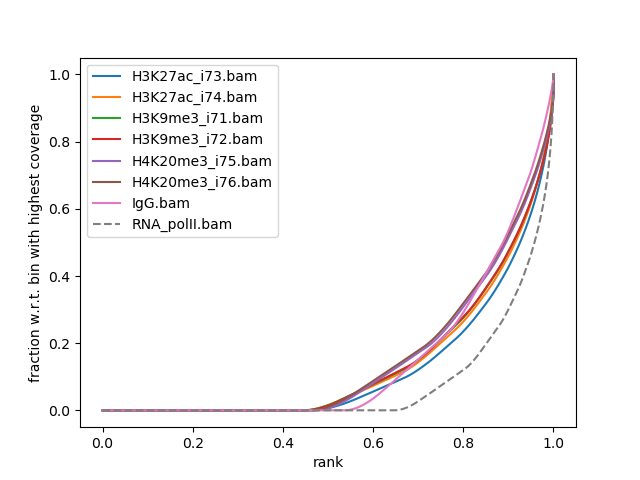 H3K27ac_i73.bam
H3K27ac_i74.bam
H3K9me3_i71.bam
H3K9me3_i72.bam
H4K20me3_i75.bam
H4K20me3_i76.bam
IgG.bam
RNA_polII.bam
fraction w.r.t. bin with highest coverage
1.0
0.8
0.6
0.4
0.2
0.0
0.0 0.2 0.4 0.6 0.8 1.0
rank